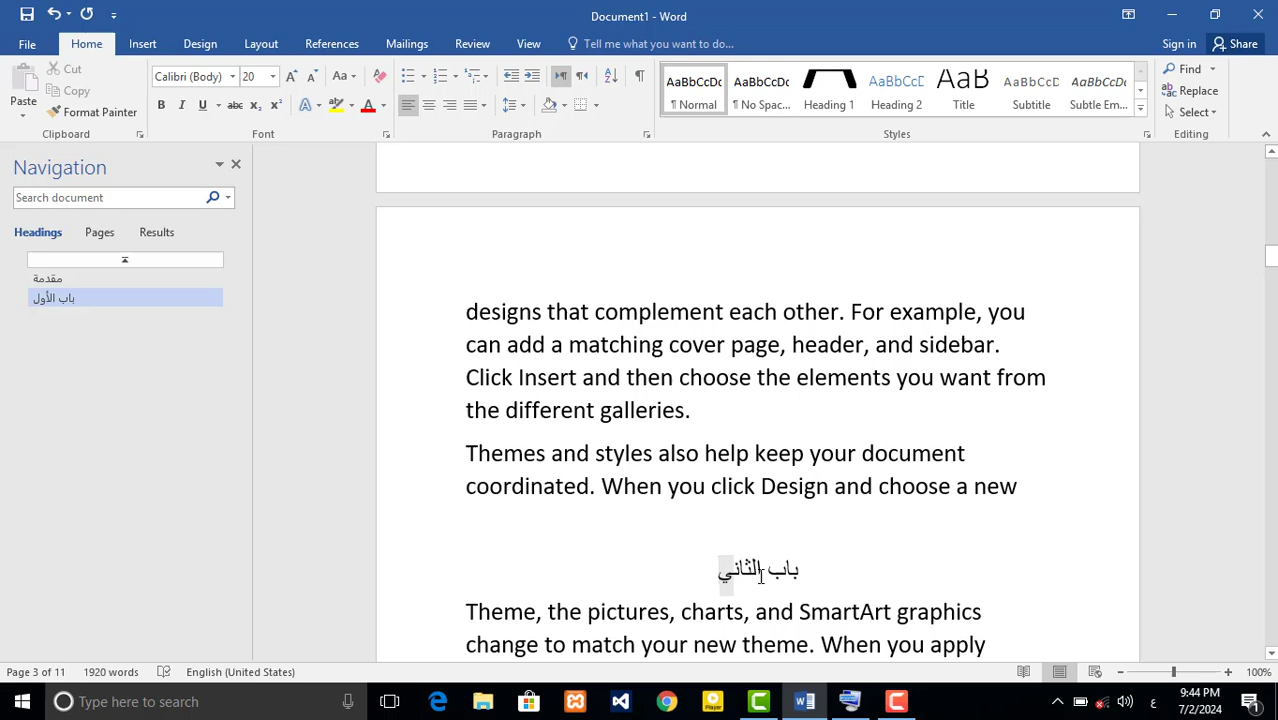 Document1 - Word
Sign in
Share
File
Home
Insert
Design
Layout
References
Mailings
Review
View
Tell me what you want to do...
Paste
Cut
Copy
Format Painter
Clipboard
Calibri (Body)
20
Font
Paragraph
AaBbCcDc
¶ Normal
AaBbCcDc
¶ No Spac...
AaBbCc
Heading 1
AaBbCcD
Heading 2
AaB
Title
AaBbCcD
Subtitle
AaBbCcDc
Subtle Em...
Styles
Find
Replace
Select
Editing
Navigation
Search document
Headings
Pages
Results
مقدمة
باب الأول
designs that complement each other. For example, you
can add a matching cover page, header, and sidebar.
Click Insert and then choose the elements you want from
the different galleries.
Themes and styles also help keep your document
coordinated. When you click Design and choose a new
باب الثاني
Theme, the pictures, charts, and SmartArt graphics
change to match your new theme. When you apply
Page 3 of 11
1920 words
English (United States)
100%
Type here to search
ع
9:44 PM
7/2/2024